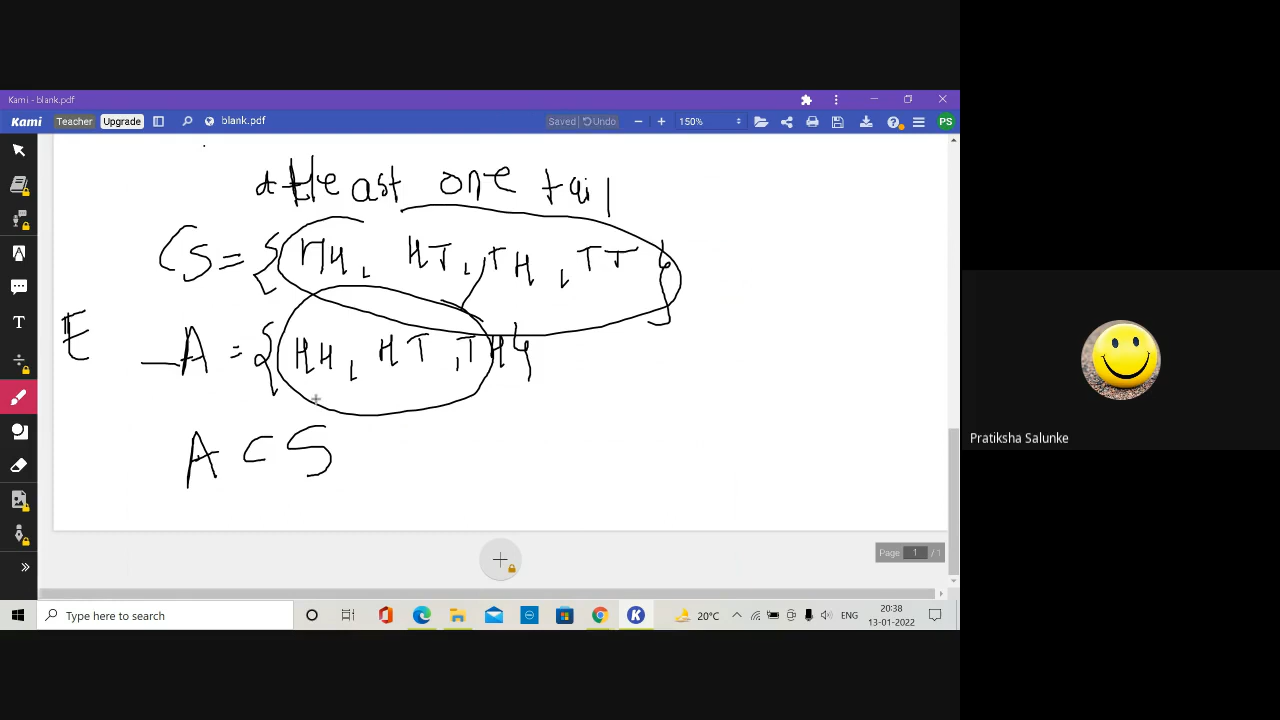 Kami - blank.pdf
Kami Teacher Upgrade blank.pdf Saved Undo 150% PS
atleast one tail
S = { HH, HT, TH, TT }
E
A = { HH, HT, TH }
A ⊂ S
Pratiksha Salunke
Page 1 / 1
Type here to search 20°C ENG 20:38
13-01-2022